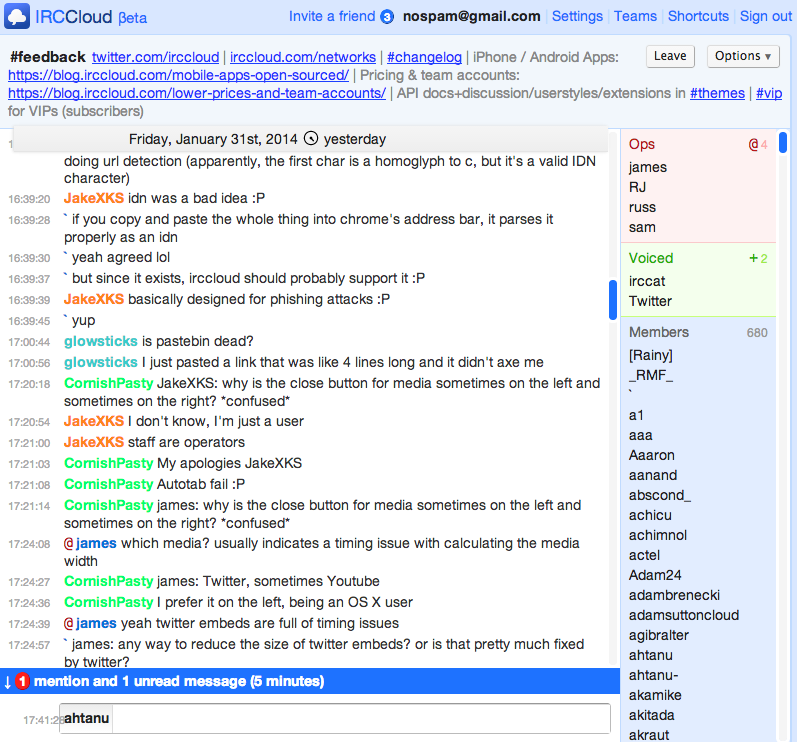 IRCCloud βeta
Invite a friend 3 nospam@gmail.com | Settings | Teams | Shortcuts | Sign out
#feedback twitter.com/irccloud | irccloud.com/networks | #changelog | iPhone / Android Apps:
https://blog.irccloud.com/mobile-apps-open-sourced/ | Pricing & team accounts:
https://blog.irccloud.com/lower-prices-and-team-accounts/ | API docs+discussion/userstyles/extensions in #themes | #vip
for VIPs (subscribers)
Leave
Options ▾
Friday, January 31st, 2014 yesterday
doing url detection (apparently, the first char is a homoglyph to c, but it's a valid IDN
character)
16:39:20 JakeXKS idn was a bad idea :P
16:39:28 ` if you copy and paste the whole thing into chrome's address bar, it parses it
properly as an idn
16:39:30 ` yeah agreed lol
16:39:37 ` but since it exists, irccloud should probably support it :P
16:39:39 JakeXKS basically designed for phishing attacks :P
16:39:45 ` yup
17:00:44 glowsticks is pastebin dead?
17:00:56 glowsticks I just pasted a link that was like 4 lines long and it didn't axe me
17:20:18 CornishPasty JakeXKS: why is the close button for media sometimes on the left and
sometimes on the right? *confused*
17:20:54 JakeXKS I don't know, I'm just a user
17:21:00 JakeXKS staff are operators
17:21:03 CornishPasty My apologies JakeXKS
17:21:08 CornishPasty Autotab fail :P
17:21:14 CornishPasty james: why is the close button for media sometimes on the left and
sometimes on the right? *confused*
17:24:08 @james which media? usually indicates a timing issue with calculating the media
width
17:24:27 CornishPasty james: Twitter, sometimes Youtube
17:24:36 CornishPasty I prefer it on the left, being an OS X user
17:24:39 @james yeah twitter embeds are full of timing issues
17:24:57 ` james: any way to reduce the size of twitter embeds? or is that pretty much fixed
by twitter?
↓ 1 mention and 1 unread message (5 minutes)
17:41:28 ahtanu
Ops @4
james
RJ
russ
sam
Voiced +2
irccat
Twitter
Members 680
[Rainy]
_RMF_
`
a1
aaa
Aaaron
aanand
abscond_
achicu
achimnol
actel
Adam24
adambrenecki
adamsuttoncloud
agibralter
ahtanu
ahtanu-
akamike
akitada
akraut